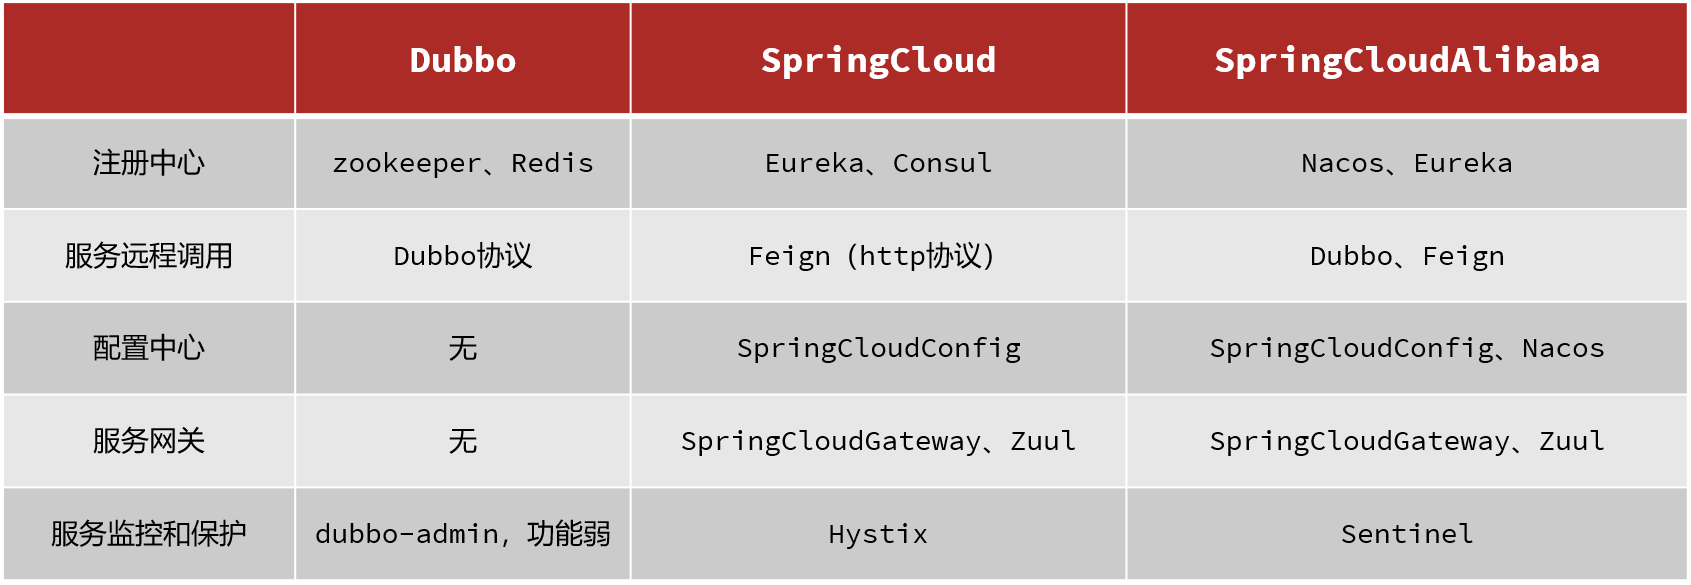 Dubbo SpringCloud SpringCloudAlibaba
注册中心 zookeeper、Redis Eureka、Consul Nacos、Eureka
服务远程调用 Dubbo协议 Feign（http协议） Dubbo、Feign
配置中心 无 SpringCloudConfig SpringCloudConfig、Nacos
服务网关 无 SpringCloudGateway、Zuul SpringCloudGateway、Zuul
服务监控和保护 dubbo-admin，功能弱 Hystix Sentinel